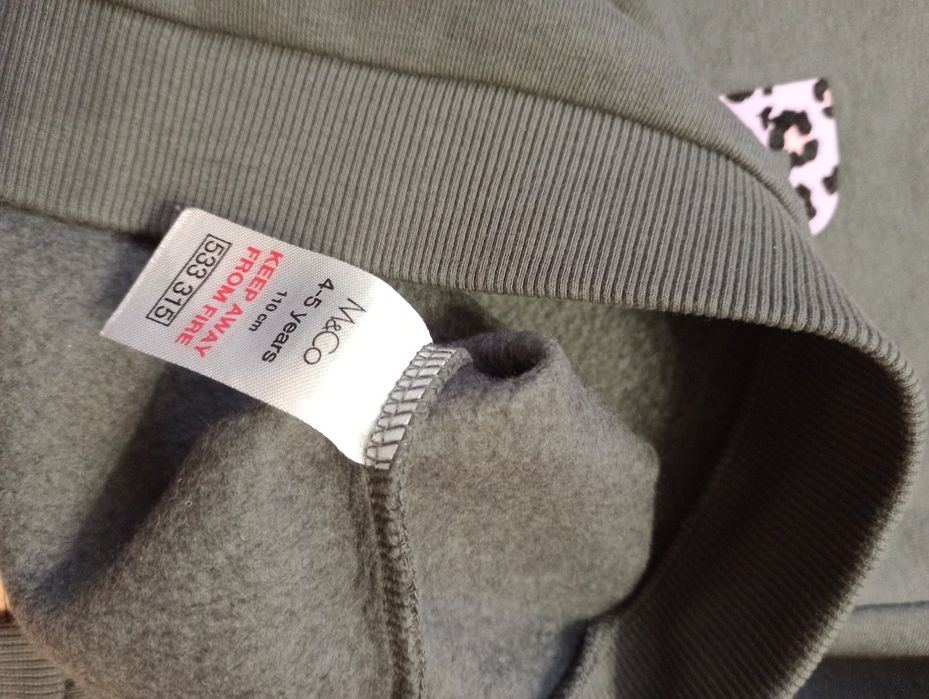 M&Co
4-5 years
110 cm
KEEP AWAY
FROM FIRE
533 315